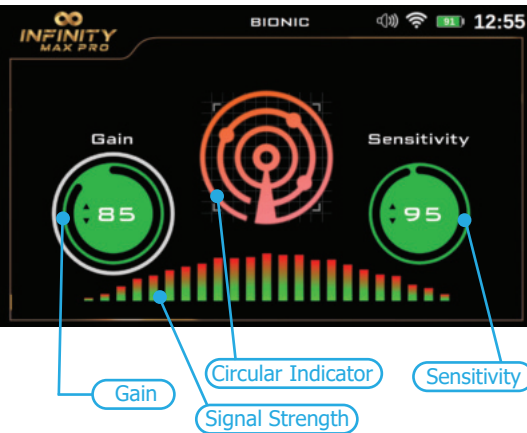 INFINITY
MAX PRO
BIONIC
91
12:55
Gain
Sensitivity
85
95
Circular Indicator
Sensitivity
Gain
Signal Strength